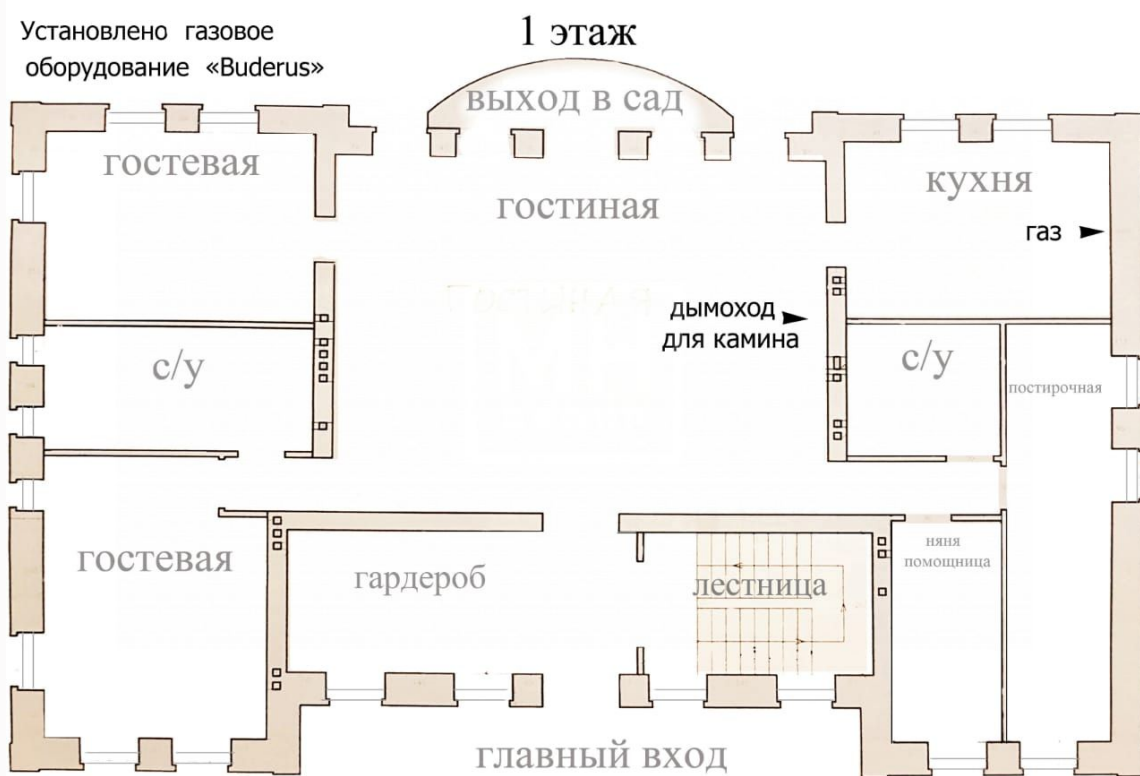 Установлено газовое
оборудование «Buderus»
1 этаж
выход в сад
гостевая
гостиная
кухня
газ
дымоход
для камина
с/у
с/у
постирочная
гостевая
гардероб
лестница
няня
помощница
главный вход